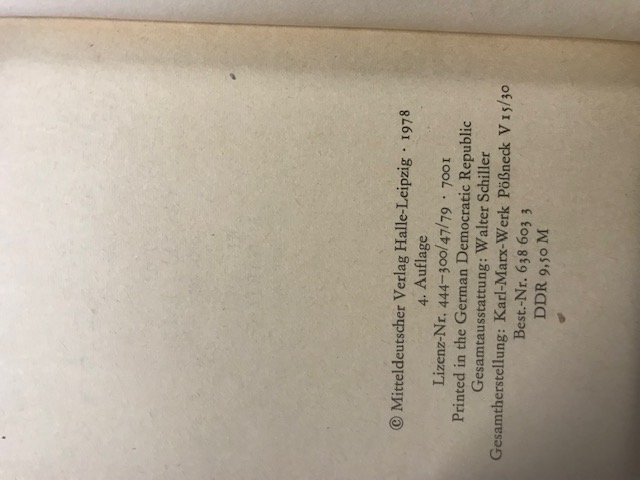 © Mitteldeutscher Verlag Halle-Leipzig · 1978
4. Auflage
Lizenz-Nr. 444–300/47/79 · 7001
Printed in the German Democratic Republic
Gesamtausstattung: Walter Schiller
Gesamtherstellung: Karl-Marx-Werk Pößneck V 15/30
Best.-Nr. 638 603 3
DDR 9,50 M